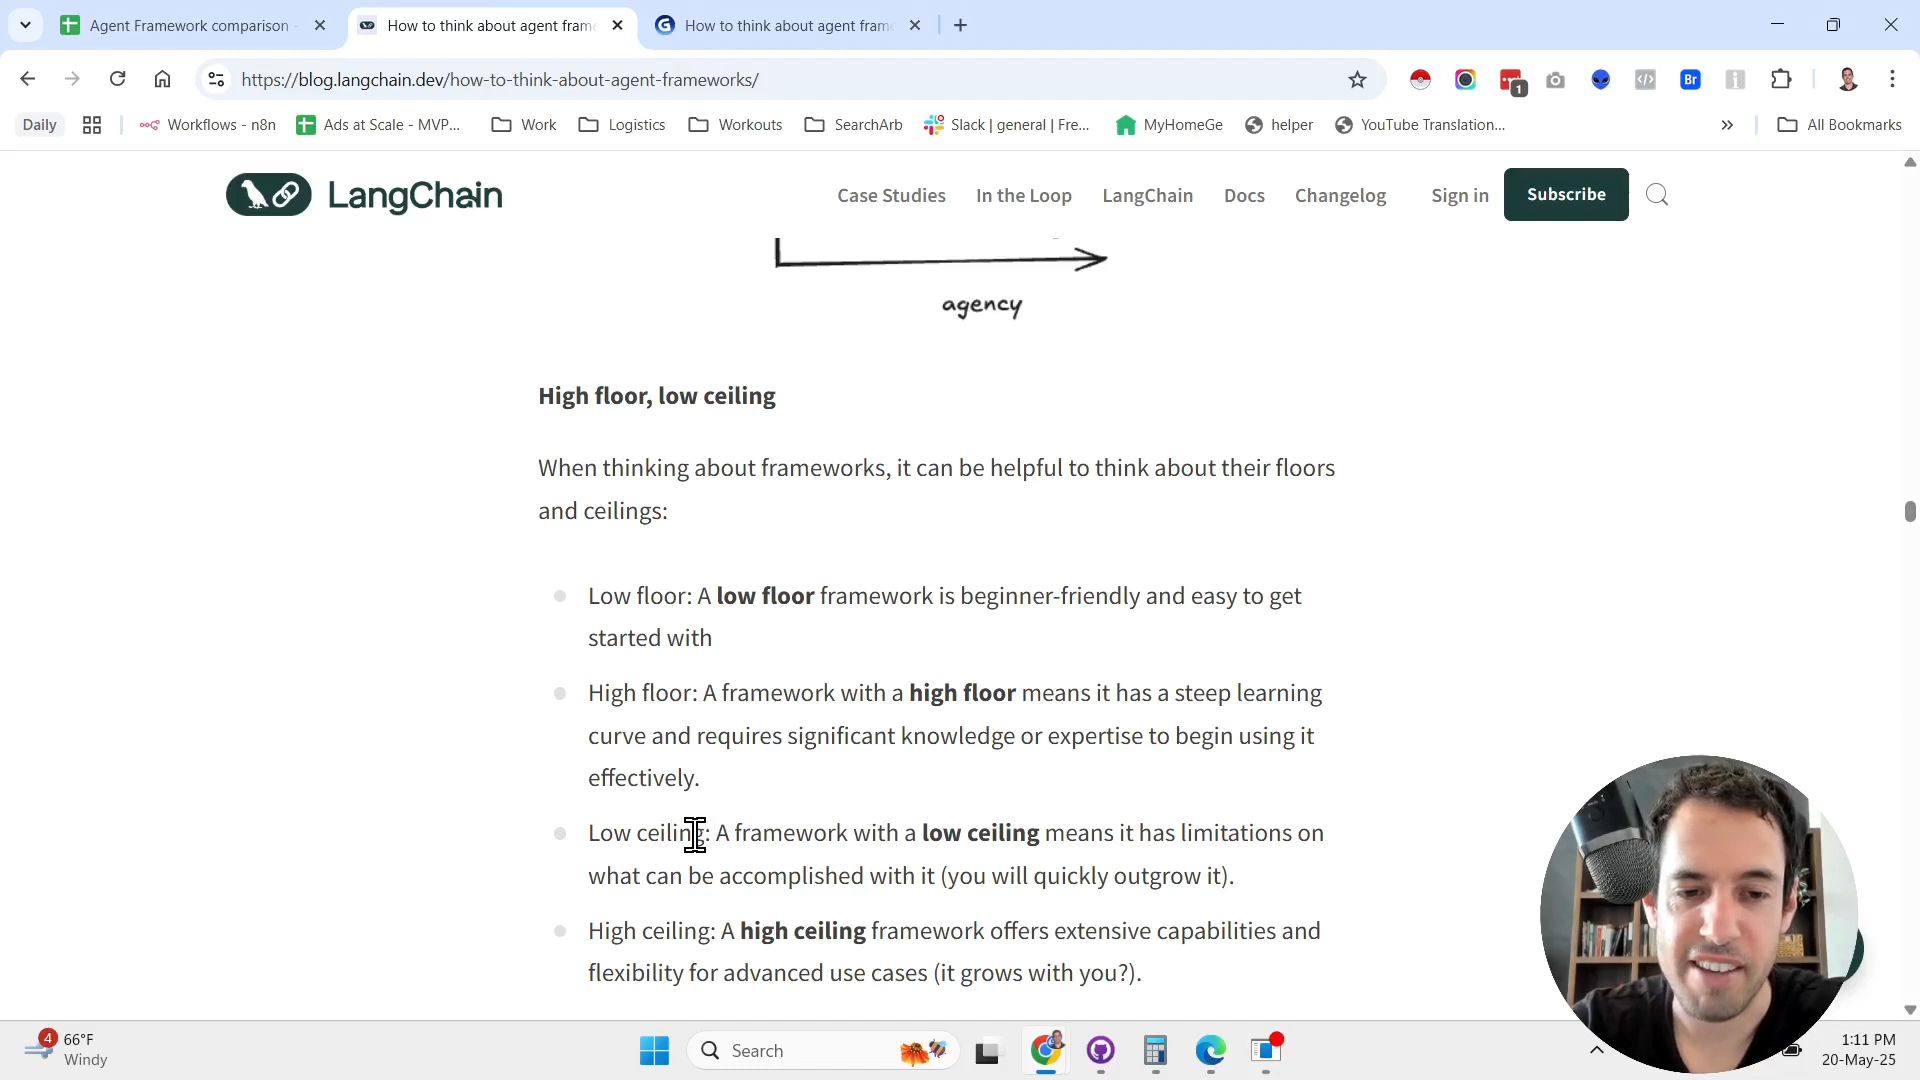 Agent Framework comparison -
How to think about agent fram
How to think about agent fram
https://blog.langchain.dev/how-to-think-about-agent-frameworks/
1
Br
Daily
Workflows - n8n
Ads at Scale - MVP...
Work
Logistics
Workouts
SearchArb
Slack | general | Fre...
MyHomeGe
helper
YouTube Translation...
All Bookmarks
LangChain
Case Studies
In the Loop
LangChain
Docs
Changelog
Sign in
Subscribe
agency
High floor, low ceiling
When thinking about frameworks, it can be helpful to think about their floors
and ceilings:
Low floor: A low floor framework is beginner-friendly and easy to get
started with
High floor: A framework with a high floor means it has a steep learning
curve and requires significant knowledge or expertise to begin using it
effectively.
Low ceiling: A framework with a low ceiling means it has limitations on
what can be accomplished with it (you will quickly outgrow it).
High ceiling: A high ceiling framework offers extensive capabilities and
flexibility for advanced use cases (it grows with you?).
4
66°F
Windy
Search
1:11 PM
20-May-25